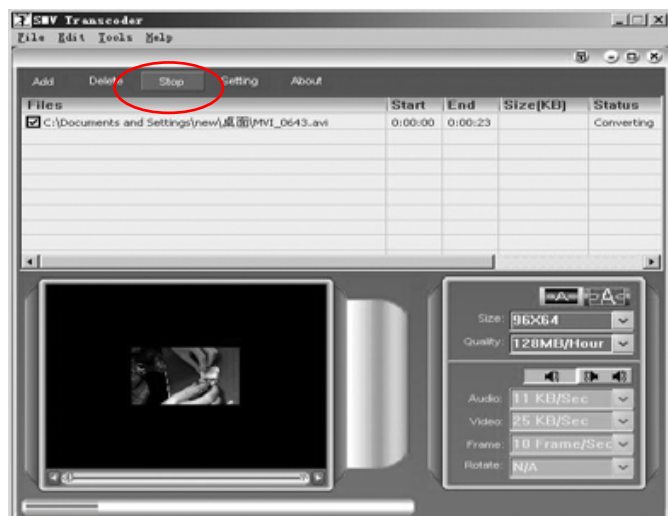 SMV Transcoder
File Edit Tools Help
Add Delete Stop Setting About
Files Start End Size(KB) Status
C:\Documents and Settings\new\桌面\MVI_0643.avi 0:00:00 0:00:23 Converting
Size: 96X64
Quality: 128MB/Hour
Audio: 11 KB/Sec
Video: 25 KB/Sec
Frame: 10 Frame/Sec
Rotate: N/A